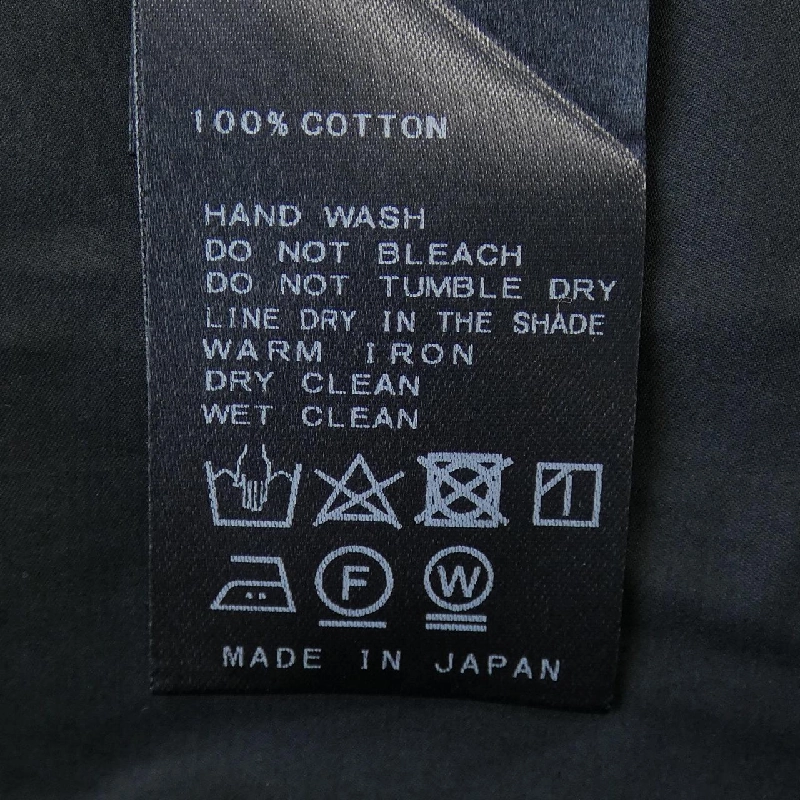 100% COTTON
HAND WASH
DO NOT BLEACH
DO NOT TUMBLE DRY
LINE DRY IN THE SHADE
WARM IRON
DRY CLEAN
WET CLEAN
F W
MADE IN JAPAN